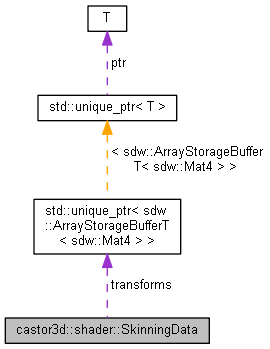 T
ptr
std::unique_ptr< T >
< sdw::ArrayStorageBuffer
T< sdw::Mat4 > >
std::unique_ptr< sdw
::ArrayStorageBufferT
< sdw::Mat4 > >
transforms
castor3d::shader::SkinningData